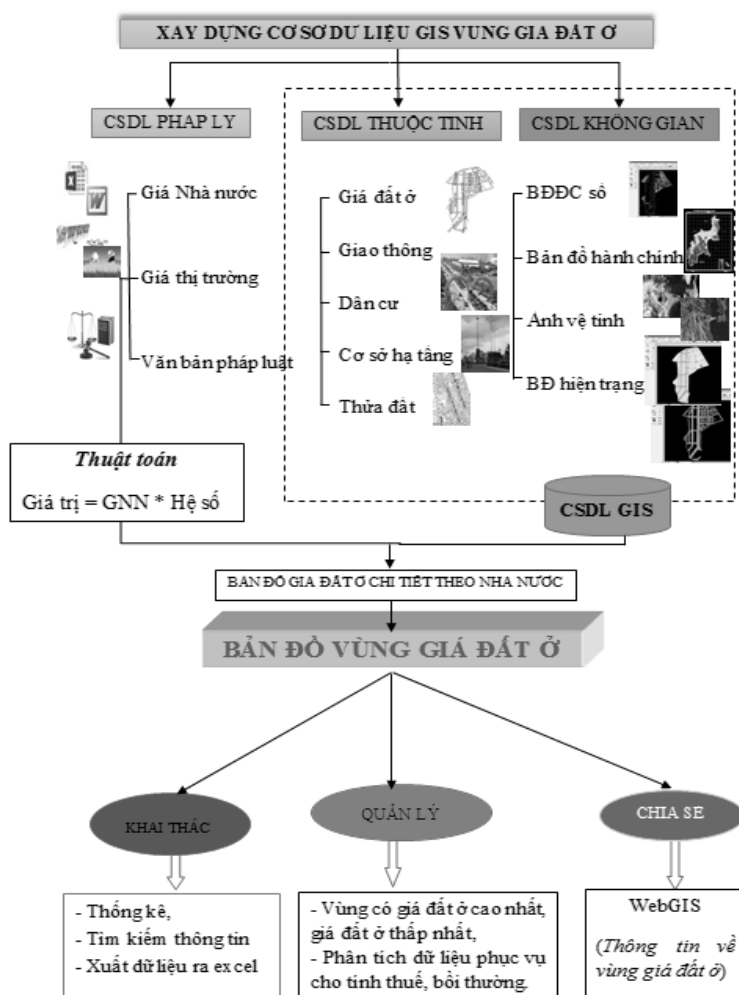 XAY DỰNG CƠ SƠ DƯ LIỆU GIS VUNG GIA ĐẤT Ơ
CSDL PHAP LY
CSDL THUỘC TINH
CSDL KHÔNG GIAN
Giá Nhà nước
Giá thị trường
Văn bản pháp luật
Giá đất ở
Giao thông
Dân cư
Cơ sở hạ tầng
Thửa đất
BĐĐC số
Bản đồ hành chính
Anh vệ tinh
BĐ hiện trạng
Thuật toán
Giá trị = GNN * Hệ số
CSDL GIS
BAN ĐỒ GIA ĐẤT Ơ CHI TIẾT THEO NHA NƯỚC
BẢN ĐỒ VÙNG GIÁ ĐẤT Ở
KHAI THÁC
QUẢN LÝ
CHIA SE
- Thống kê,
- Tìm kiếm thông tin
- Xuất dữ liệu ra excel
- Vùng có giá đất ở cao nhất,
giá đất ở thấp nhất,
- Phân tích dữ liệu phục vụ
cho tính thuế, bồi thường.
WebGIS
(Thông tin về
vùng giá đất ở)